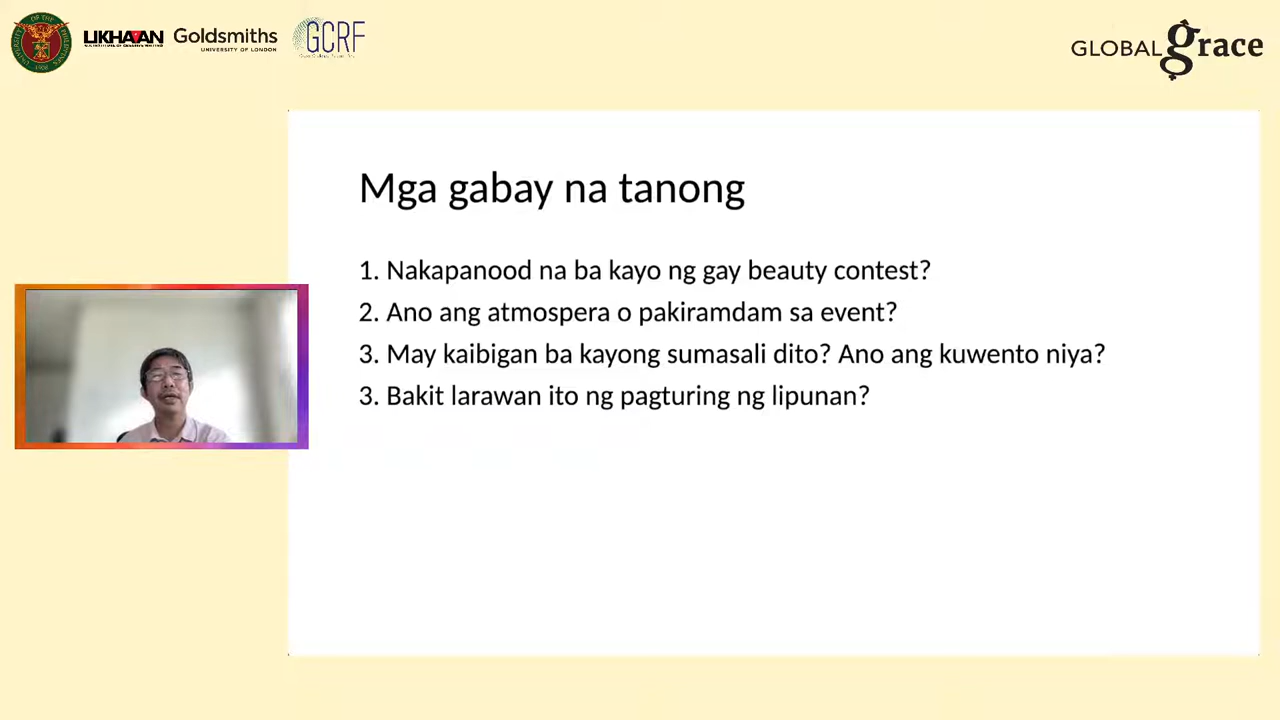 LIKHAAN
Goldsmiths
UNIVERSITY OF LONDON
GCRF
GLOBAL grace
Mga gabay na tanong
1. Nakapanood na ba kayo ng gay beauty contest?
2. Ano ang atmospera o pakiramdam sa event?
3. May kaibigan ba kayong sumasali dito? Ano ang kuwento niya?
3. Bakit larawan ito ng pagturing ng lipunan?